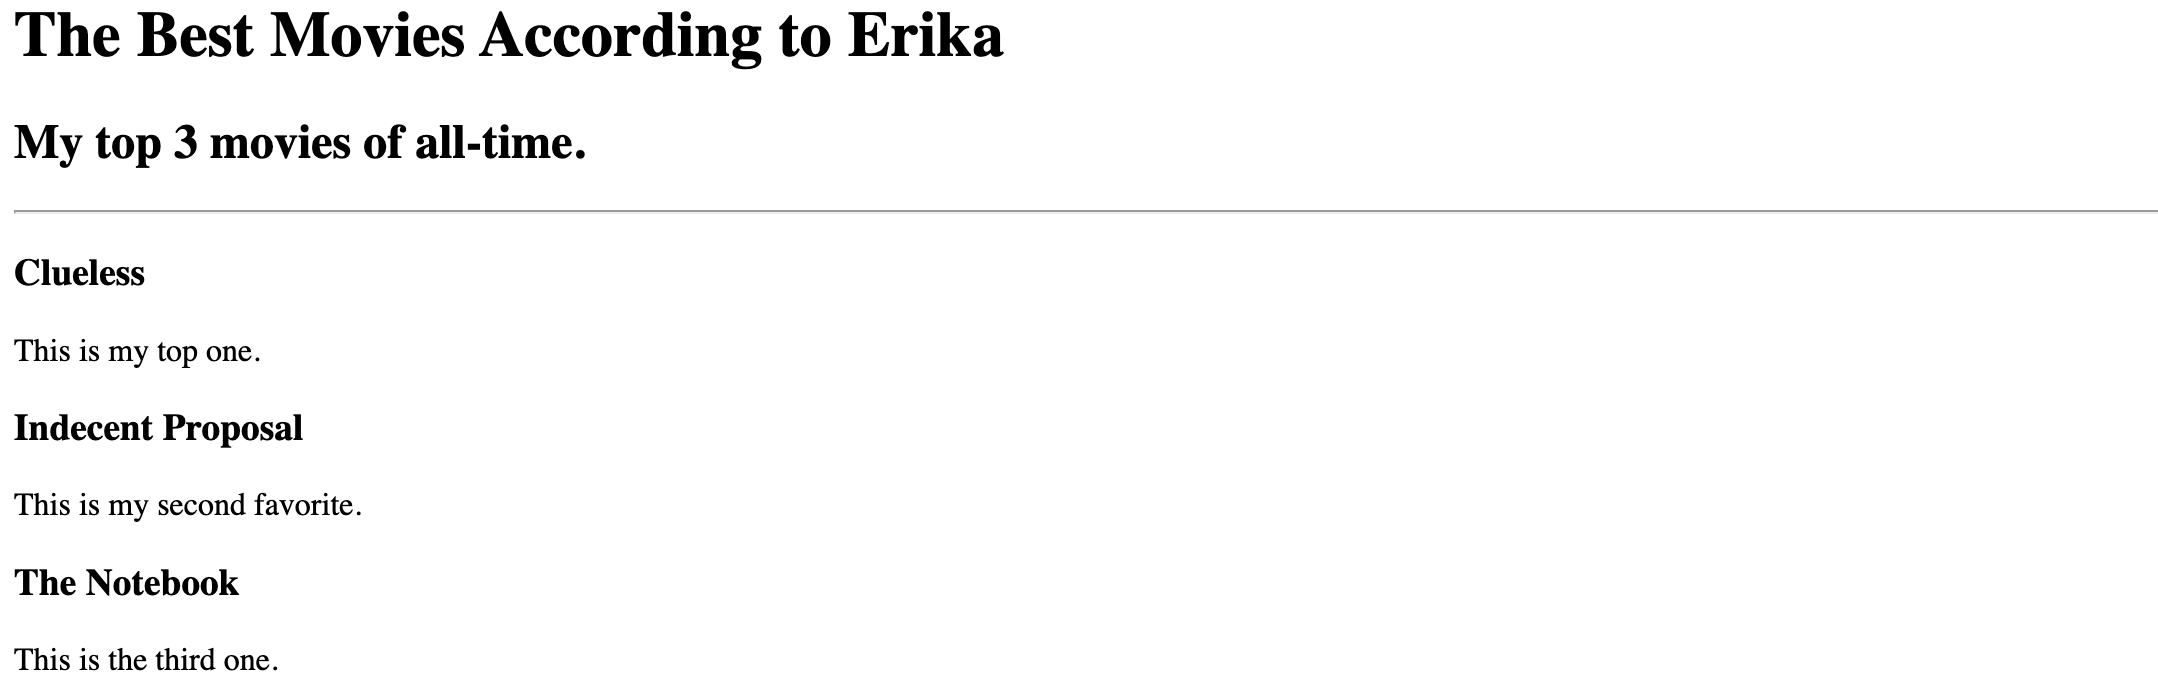 The Best Movies According to Erika
My top 3 movies of all-time.
Clueless
This is my top one.
Indecent Proposal
This is my second favorite.
The Notebook
This is the third one.